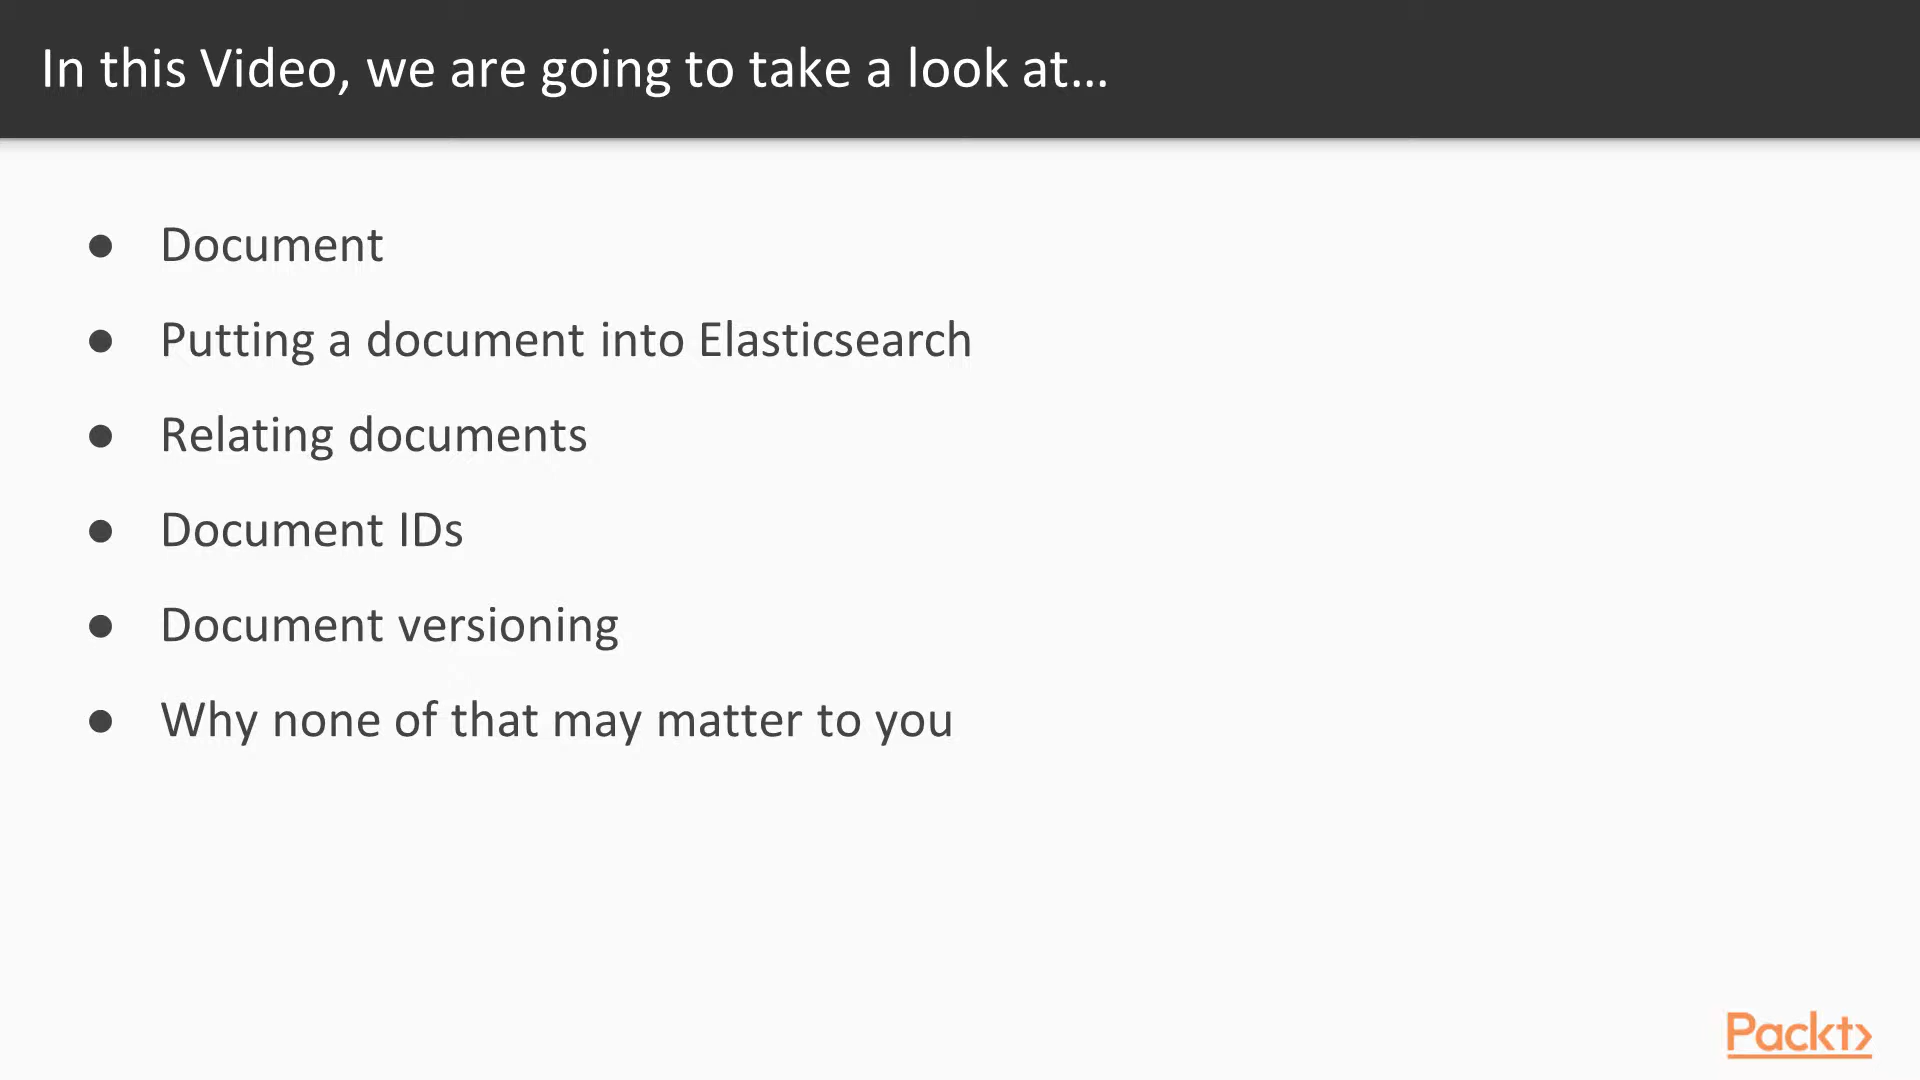 In this Video, we are going to take a look at...
● Document
● Putting a document into Elasticsearch
● Relating documents
● Document IDs
● Document versioning
● Why none of that may matter to you
Packt>